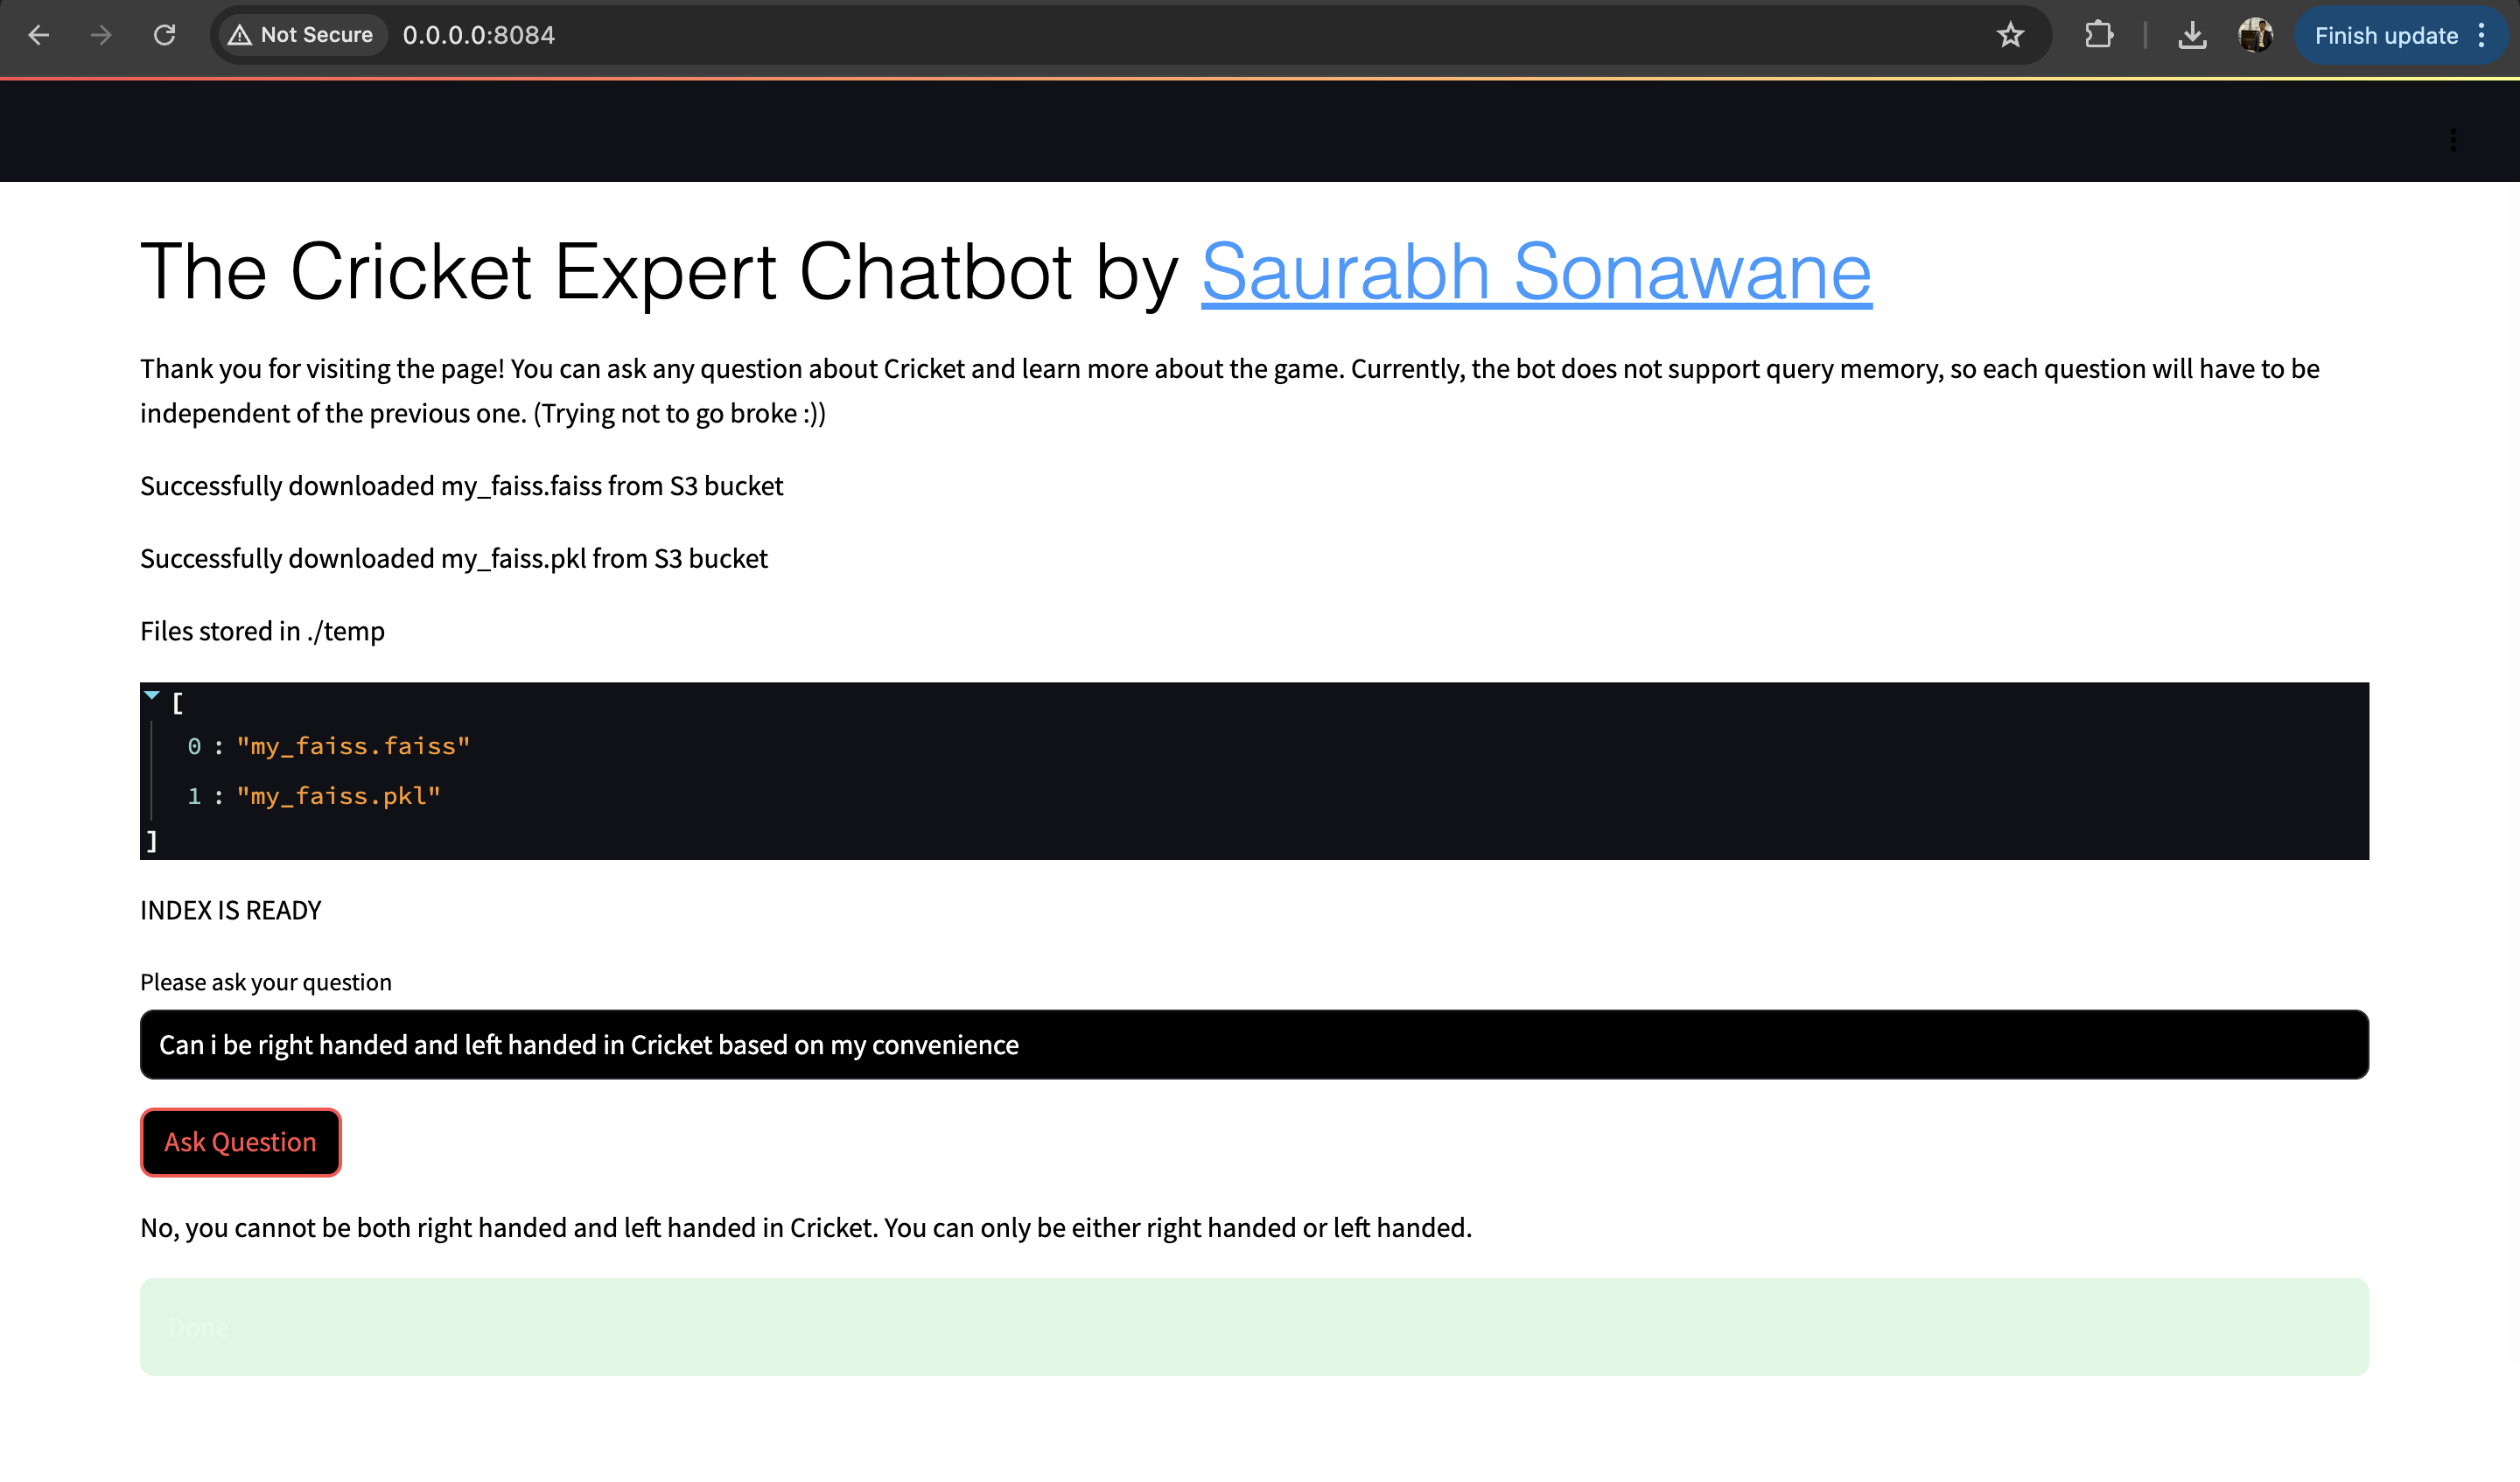 Not Secure 0.0.0.0:8084 Finish update
The Cricket Expert Chatbot by Saurabh Sonawane
Thank you for visiting the page! You can ask any question about Cricket and learn more about the game. Currently, the bot does not support query memory, so each question will have to be
independent of the previous one. (Trying not to go broke :))
Successfully downloaded my_faiss.faiss from S3 bucket
Successfully downloaded my_faiss.pkl from S3 bucket
Files stored in ./temp
[
0 : "my_faiss.faiss"
1 : "my_faiss.pkl"
]
INDEX IS READY
Please ask your question
Can i be right handed and left handed in Cricket based on my convenience
Ask Question
No, you cannot be both right handed and left handed in Cricket. You can only be either right handed or left handed.
Done